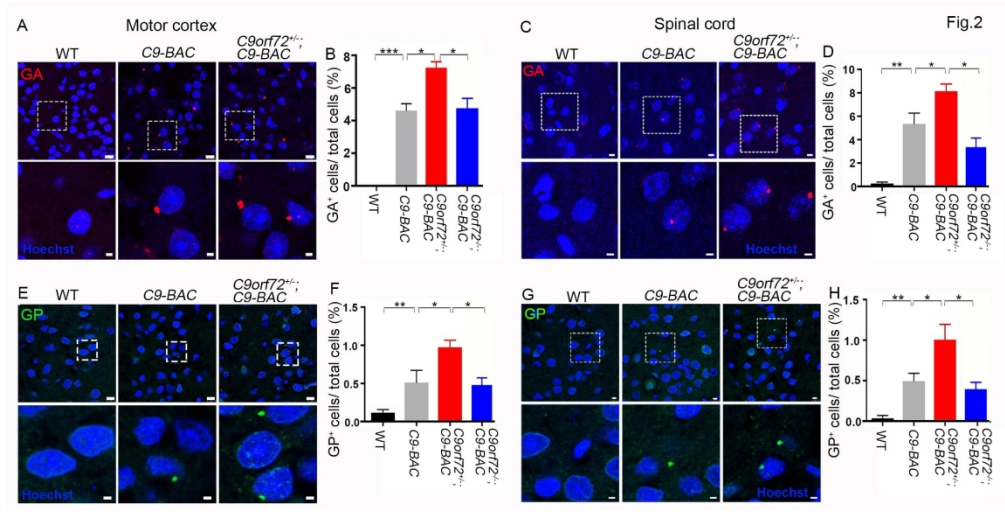 Fig.2
A Motor cortex
WT C9-BAC C9orf72+/-; C9-BAC
GA
Hoechst
B
*** * *
GA+ cells/ total cells (%)
8
6
4
2
0
WT
C9-BAC
C9orf72+/-; C9-BAC
C9orf72-/-; C9-BAC
C Spinal cord
WT C9-BAC C9orf72+/-; C9-BAC
GA
Hoechst
D
** * *
GA+ cells/ total cells (%)
10
8
6
4
2
0
WT
C9-BAC
C9orf72+/-; C9-BAC
C9orf72-/-; C9-BAC
E
WT C9-BAC C9orf72+/-; C9-BAC
GP
Hoechst
F
** * *
GP+ cells/ total cells (%)
1.5
1.0
0.5
0.0
WT
C9-BAC
C9orf72+/-; C9-BAC
C9orf72-/-; C9-BAC
G
WT C9-BAC C9orf72+/-; C9-BAC
GP
Hoechst
H
** * *
GP+ cells/ total cells (%)
1.5
1.0
0.5
0.0
WT
C9-BAC
C9orf72+/-; C9-BAC
C9orf72-/-; C9-BAC